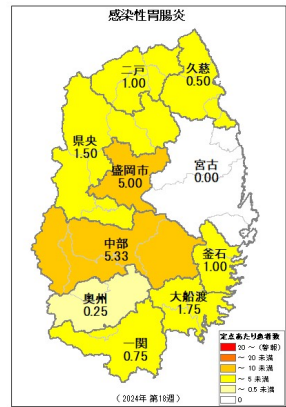 感染性胃腸炎
二戸
1.00
久慈
0.50
県央
1.50
盛岡市
5.00
宮古
0.00
中部
5.33
釜石
1.00
奥州
0.25
大船渡
1.75
一関
0.75
定点あたり患者数
20～（警報）
～ 20 未満
～ 10 未満
～ 5 未満
～ 0.5 未満
0
（ 2024年 第18週 ）